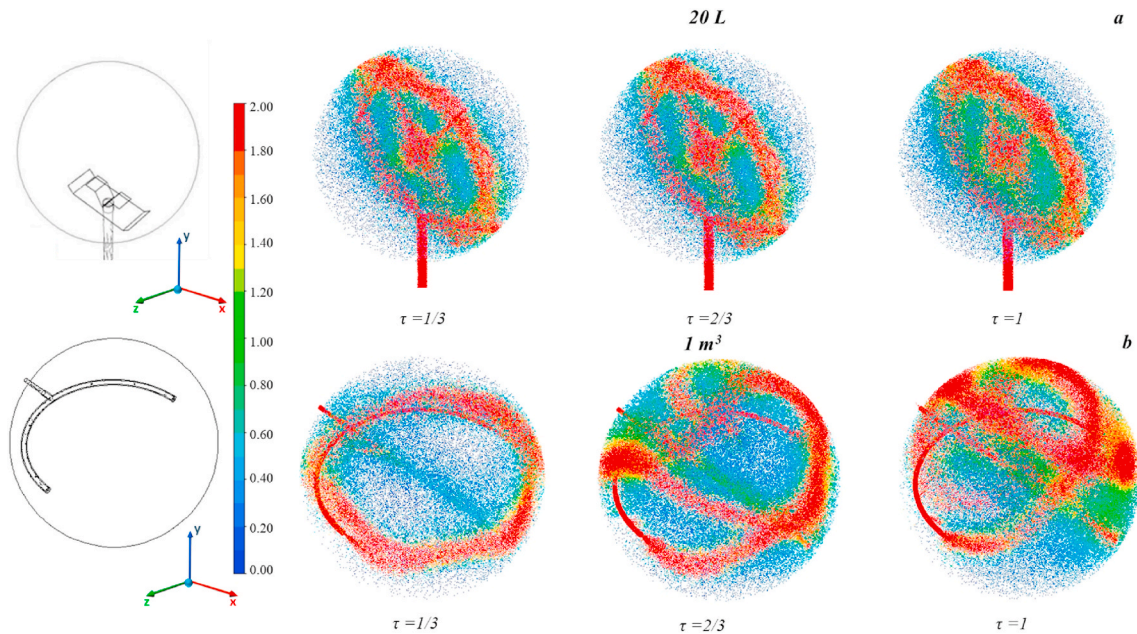 20 L
a
2.00
1.80
1.60
1.40
1.20
1.00
0.80
0.60
0.40
0.20
0.00
y
z
x
τ =1/3
τ =2/3
τ =1
1 m³
b
y
z
x
τ =1/3
τ =2/3
τ =1